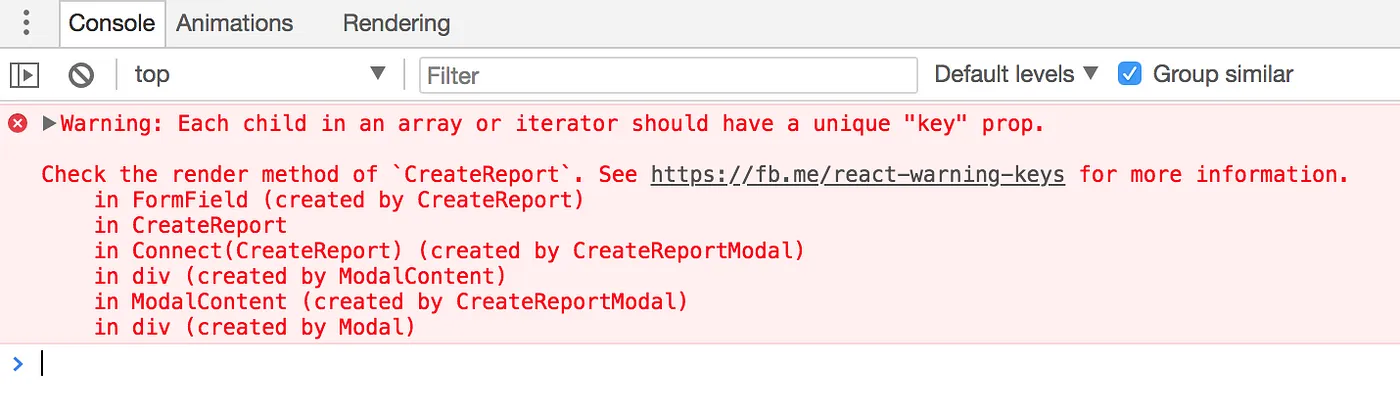 Console Animations Rendering
top Filter Default levels Group similar
Warning: Each child in an array or iterator should have a unique "key" prop.
Check the render method of `CreateReport`. See https://fb.me/react-warning-keys for more information.
in FormField (created by CreateReport)
in CreateReport
in Connect(CreateReport) (created by CreateReportModal)
in div (created by ModalContent)
in ModalContent (created by CreateReportModal)
in div (created by Modal)